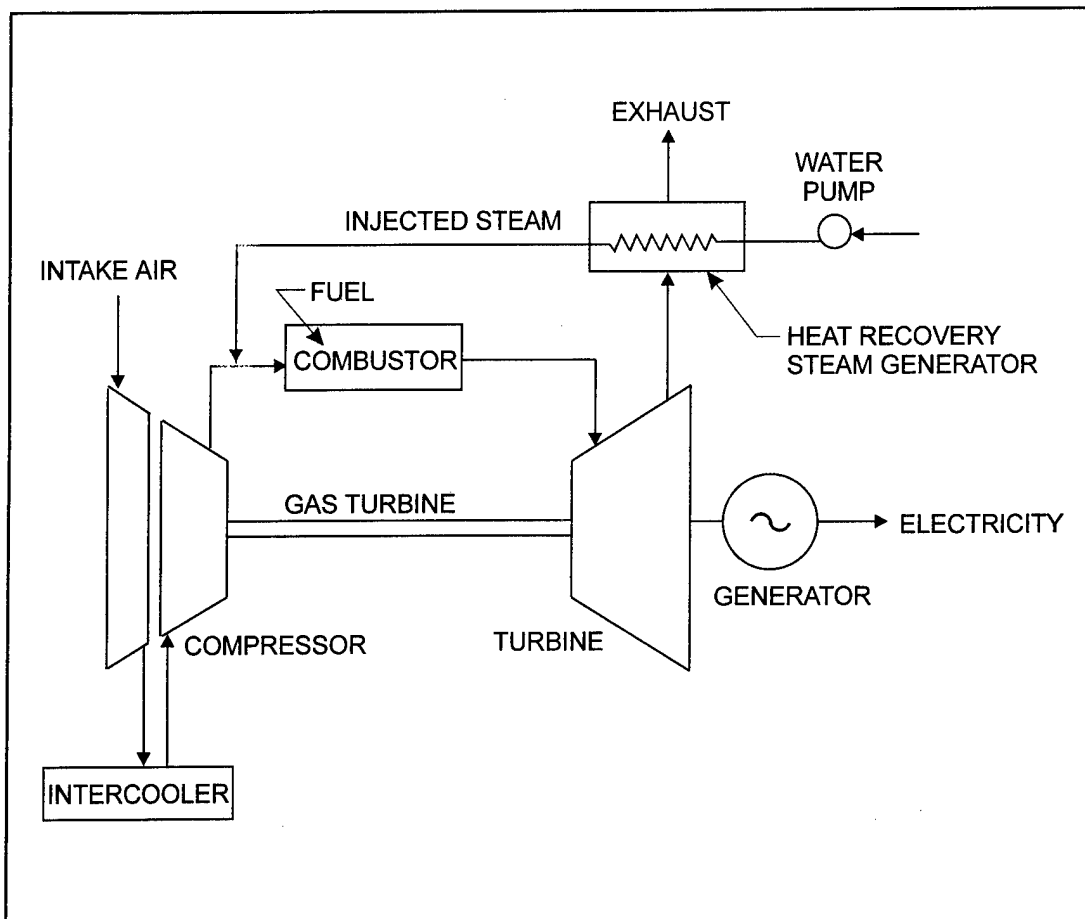 EXHAUST
WATER
PUMP
INJECTED STEAM
INTAKE AIR
FUEL
COMBUSTOR
HEAT RECOVERY
STEAM GENERATOR
GAS TURBINE
ELECTRICITY
GENERATOR
COMPRESSOR
TURBINE
INTERCOOLER